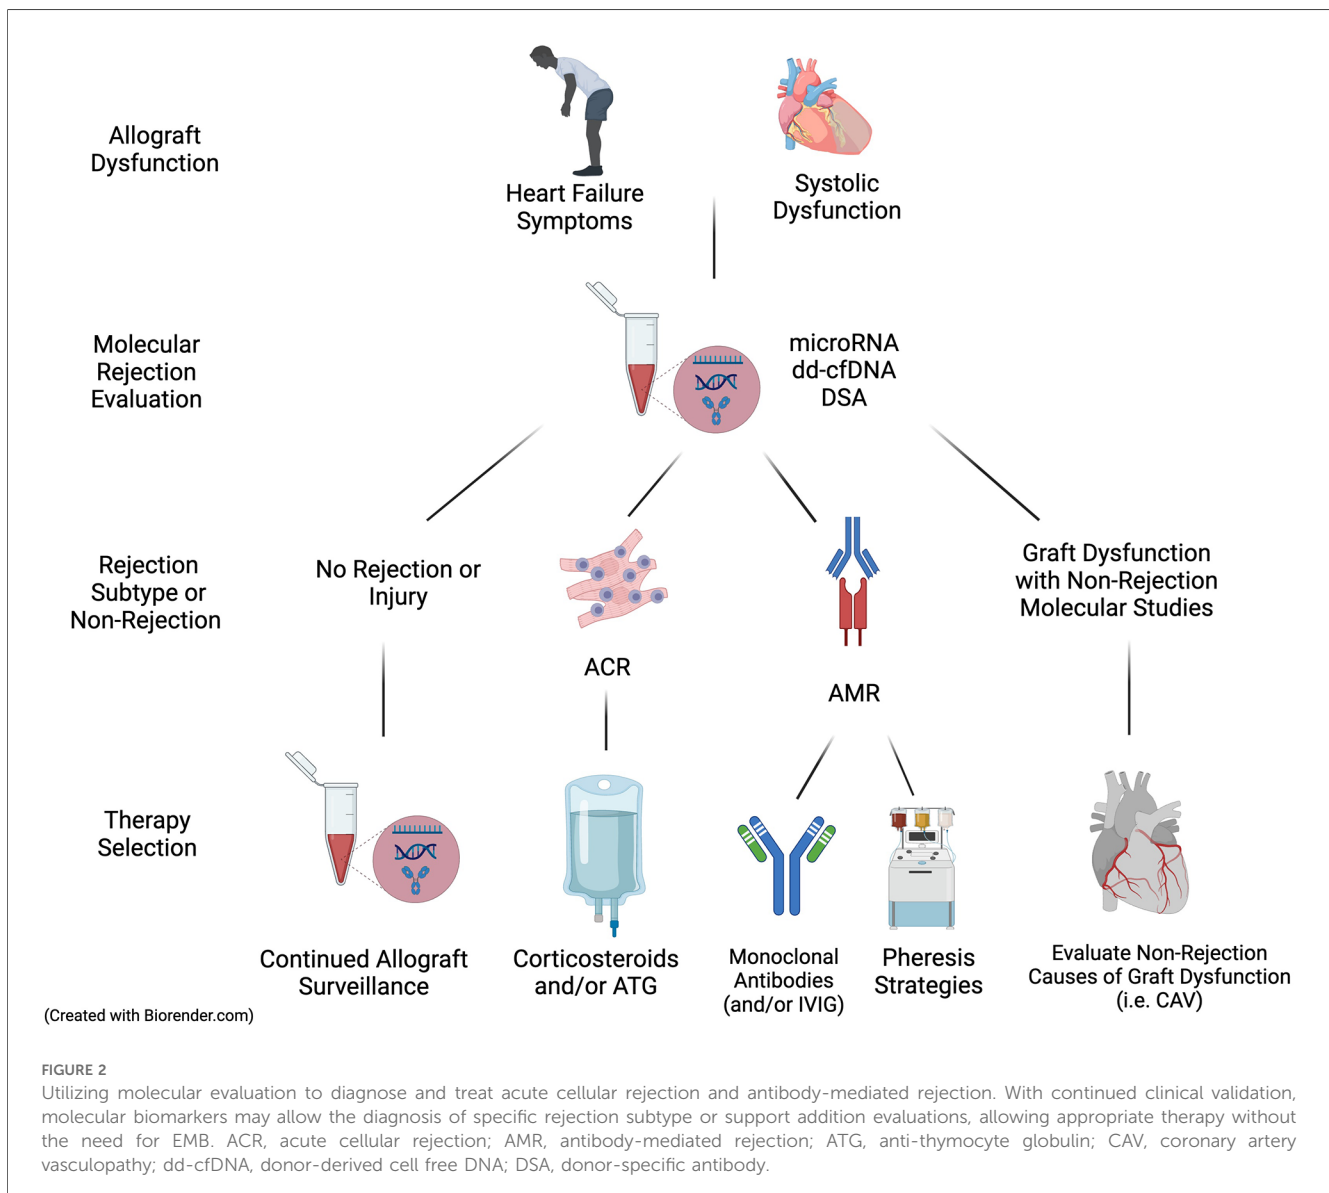 Allograft
Dysfunction
Heart Failure
Symptoms
Systolic
Dysfunction
Molecular
Rejection
Evaluation
microRNA
dd-cfDNA
DSA
Rejection
Subtype or
Non-Rejection
No Rejection or
Injury
ACR
AMR
Graft Dysfunction
with Non-Rejection
Molecular Studies
Therapy
Selection
Continued Allograft
Surveillance
Corticosteroids
and/or ATG
Monoclonal
Antibodies
(and/or IVIG)
Pheresis
Strategies
Evaluate Non-Rejection
Causes of Graft Dysfunction
(i.e. CAV)
(Created with Biorender.com)
FIGURE 2
Utilizing molecular evaluation to diagnose and treat acute cellular rejection and antibody-mediated rejection. With continued clinical validation,
molecular biomarkers may allow the diagnosis of specific rejection subtype or support addition evaluations, allowing appropriate therapy without
the need for EMB. ACR, acute cellular rejection; AMR, antibody-mediated rejection; ATG, anti-thymocyte globulin; CAV, coronary artery
vasculopathy; dd-cfDNA, donor-derived cell free DNA; DSA, donor-specific antibody.